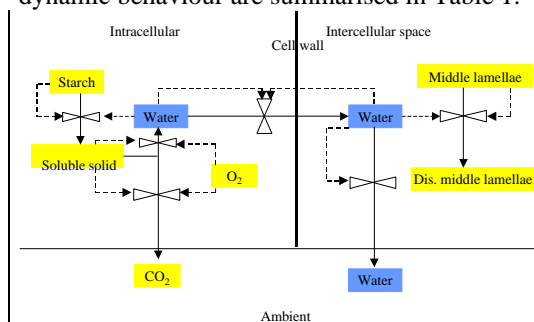 dynamic behaviour are summarised in Table 1.
Intracellular
Intercellular space
Cell wall
Starch
Middle lamellae
Water
Water
Soluble solid
O₂
Dis. middle lamellae
CO₂
Water
Ambient